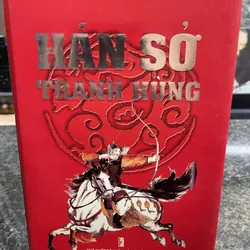 HÁN SỞ
TRANH HÙNG